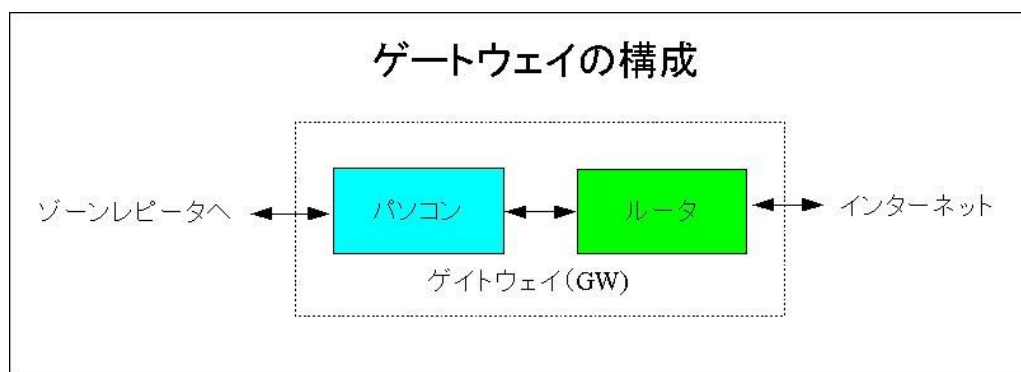 ゲートウェイの構成
ゾーンレピータへ
パソコン
ルータ
インターネット
ゲイトウェイ(GW)